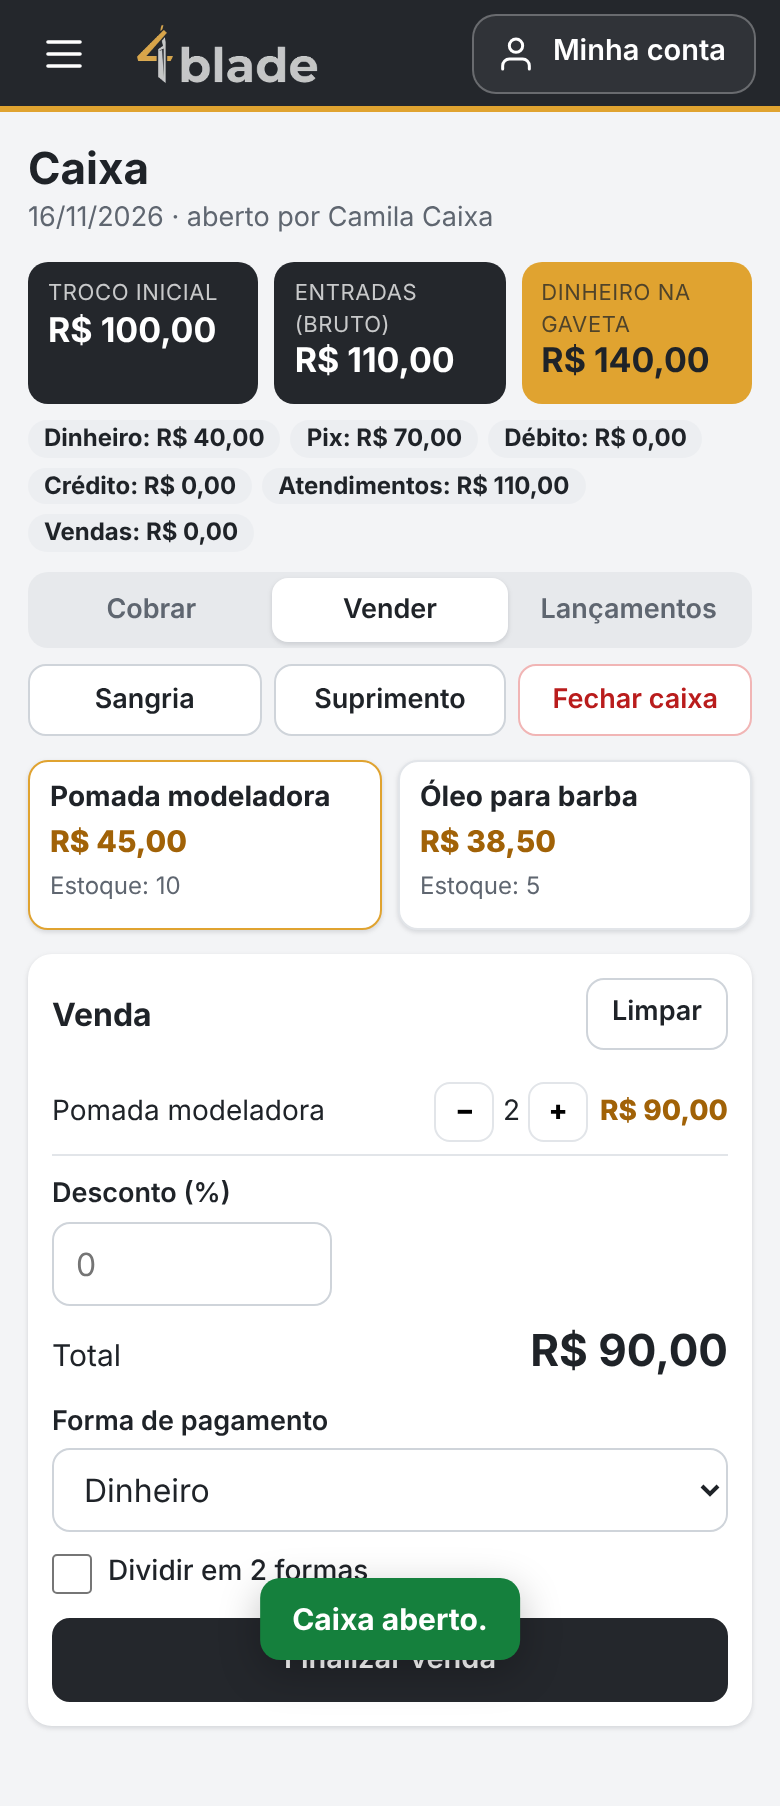 4blade
Minha conta
Caixa
16/11/2026 · aberto por Camila Caixa
TROCO INICIAL
R$ 100,00
ENTRADAS
(BRUTO)
R$ 110,00
DINHEIRO NA
GAVETA
R$ 140,00
Dinheiro: R$ 40,00
Pix: R$ 70,00
Débito: R$ 0,00
Crédito: R$ 0,00
Atendimentos: R$ 110,00
Vendas: R$ 0,00
Cobrar
Vender
Lançamentos
Sangria
Suprimento
Fechar caixa
Pomada modeladora
R$ 45,00
Estoque: 10
Óleo para barba
R$ 38,50
Estoque: 5
Venda
Limpar
Pomada modeladora
− 2 + R$ 90,00
Desconto (%)
0
Total
R$ 90,00
Forma de pagamento
Dinheiro
Dividir em 2 formas
Caixa aberto.
Finalizar venda